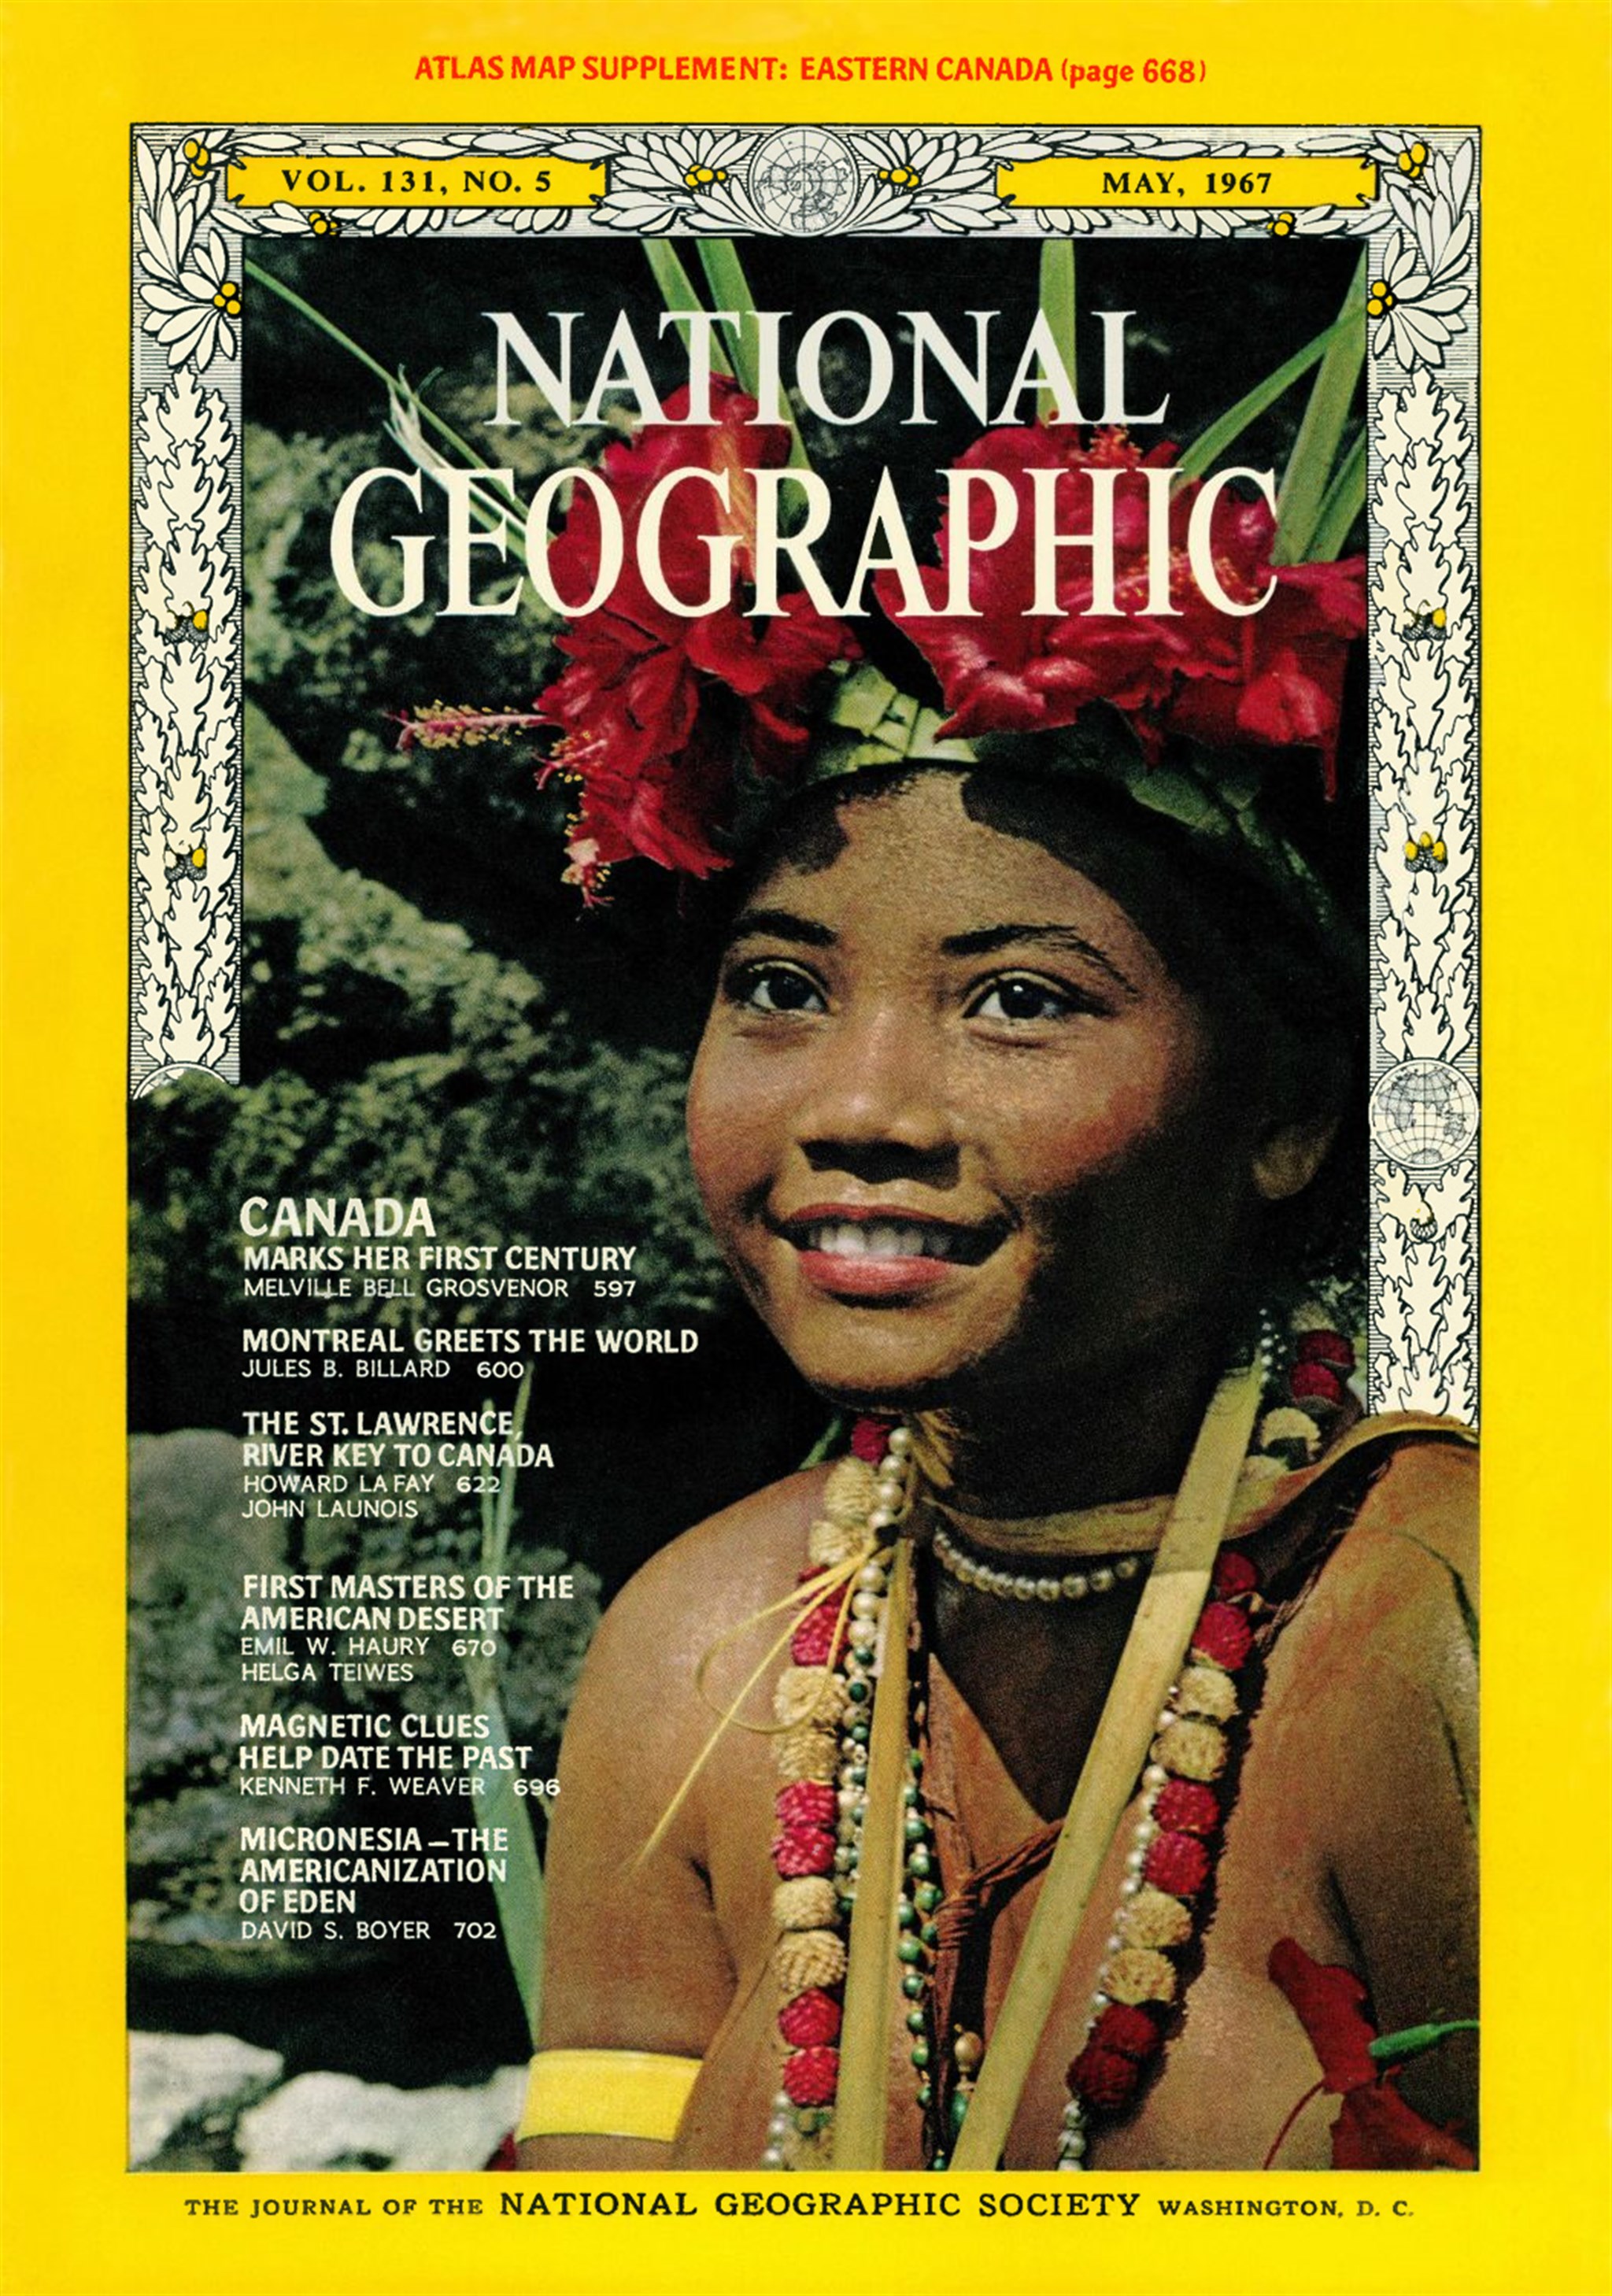 ATLAS MAP SUPPLEMENT: EASTERN CANADA (page 668)
VOL. 131, NO. 5
MAY, 1967
NATIONAL
GEOGRAPHIC
CANADA
MARKS HER FIRST CENTURY
MELVILLE BELL GROSVENOR 597
MONTREAL GREETS THE WORLD
JULES B. BILLARD 600
THE ST. LAWRENCE,
RIVER KEY TO CANADA
HOWARD LA FAY 622
JOHN LAUNOIS
FIRST MASTERS OF THE
AMERICAN DESERT
EMIL W. HAURY 670
HELGA TEIWES
MAGNETIC CLUES
HELP DATE THE PAST
KENNETH F. WEAVER 696
MICRONESIA—THE
AMERICANIZATION
OF EDEN
DAVID S. BOYER 702
THE JOURNAL OF THE NATIONAL GEOGRAPHIC SOCIETY WASHINGTON, D. C.